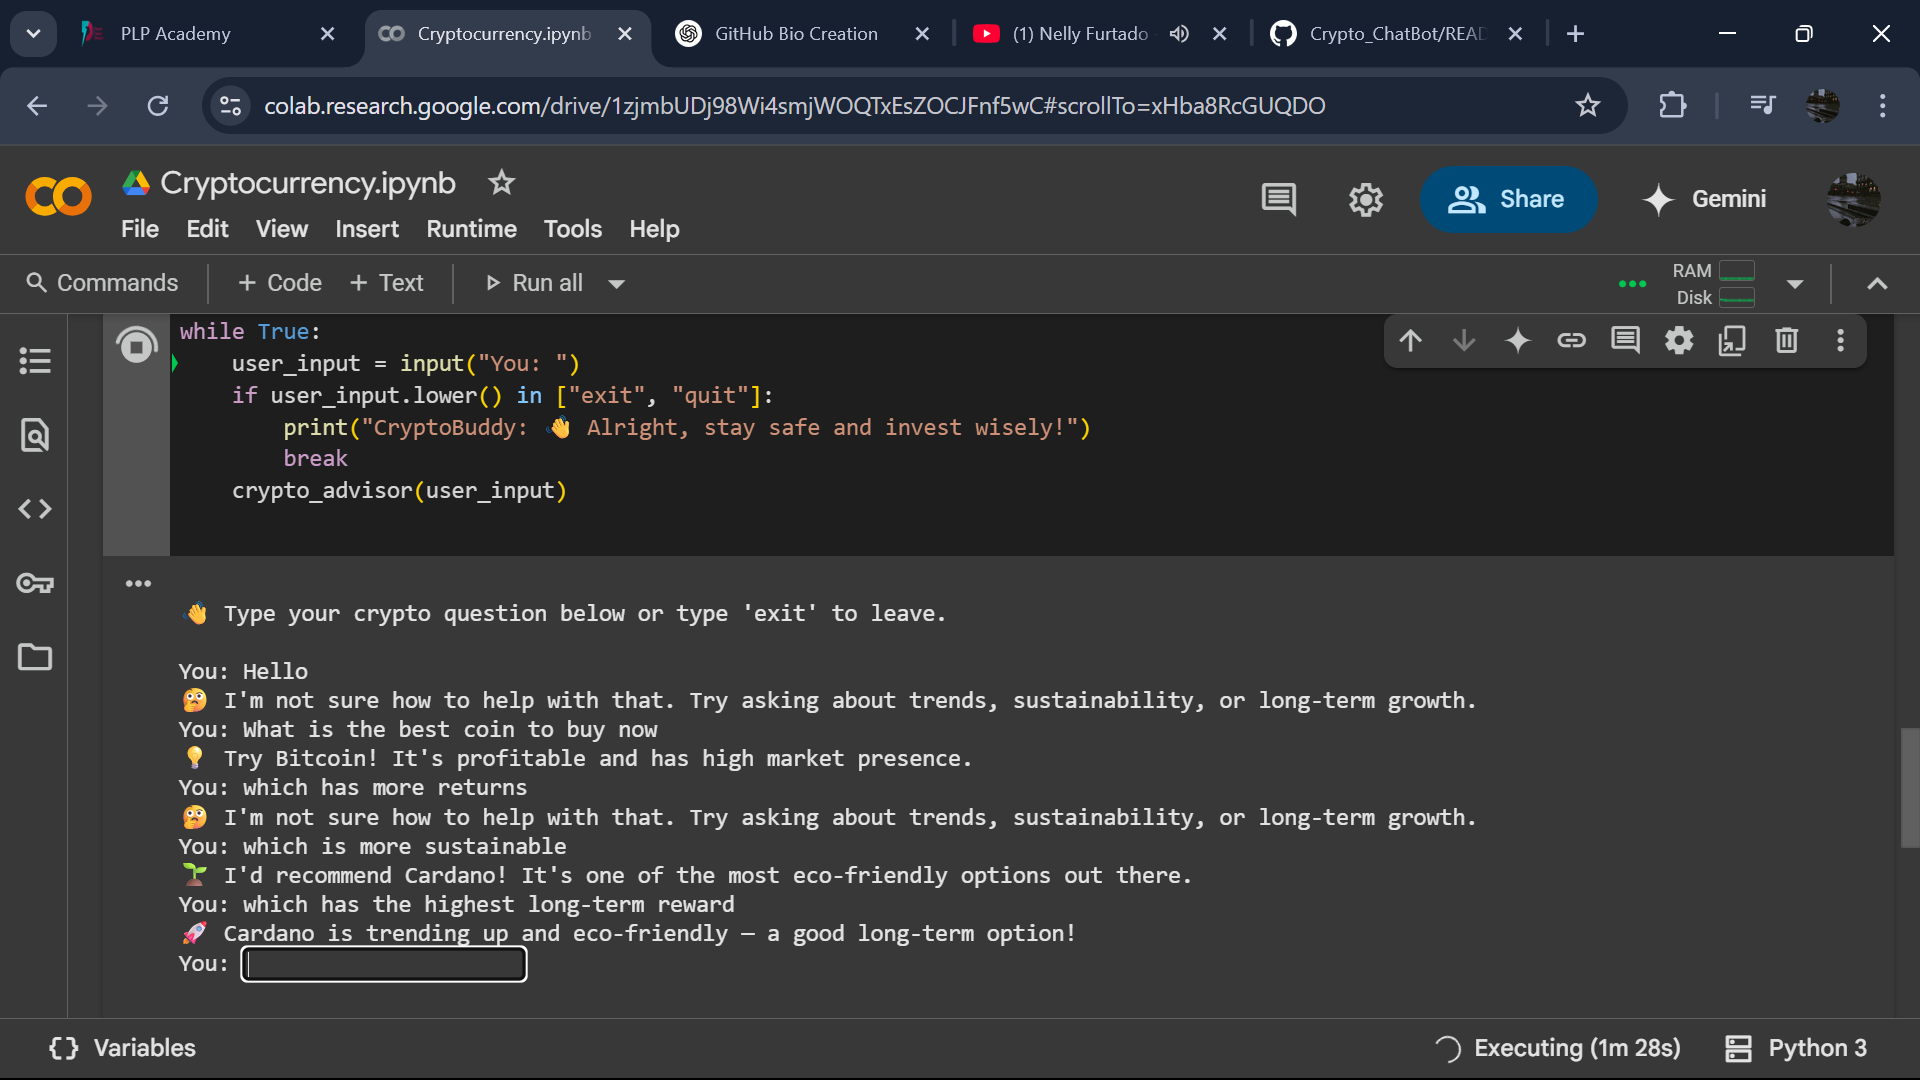 PLP Academy
Cryptocurrency.ipynb
GitHub Bio Creation
(1) Nelly Furtado
Crypto_ChatBot/READ
colab.research.google.com/drive/1zjmbUDj98Wi4smjWOQTxEsZOCJFnf5wC#scrollTo=xHba8RcGUQDO
Cryptocurrency.ipynb
File Edit View Insert Runtime Tools Help
Share
Gemini
Commands + Code + Text Run all
RAM
Disk
while True:
user_input = input("You: ")
if user_input.lower() in ["exit", "quit"]:
print("CryptoBuddy: 👋 Alright, stay safe and invest wisely!")
break
crypto_advisor(user_input)
👋 Type your crypto question below or type 'exit' to leave.
You: Hello
🤔 I'm not sure how to help with that. Try asking about trends, sustainability, or long-term growth.
You: What is the best coin to buy now
💡 Try Bitcoin! It's profitable and has high market presence.
You: which has more returns
🤔 I'm not sure how to help with that. Try asking about trends, sustainability, or long-term growth.
You: which is more sustainable
🌱 I'd recommend Cardano! It's one of the most eco-friendly options out there.
You: which has the highest long-term reward
🚀 Cardano is trending up and eco-friendly — a good long-term option!
You:
{} Variables
Executing (1m 28s)
Python 3